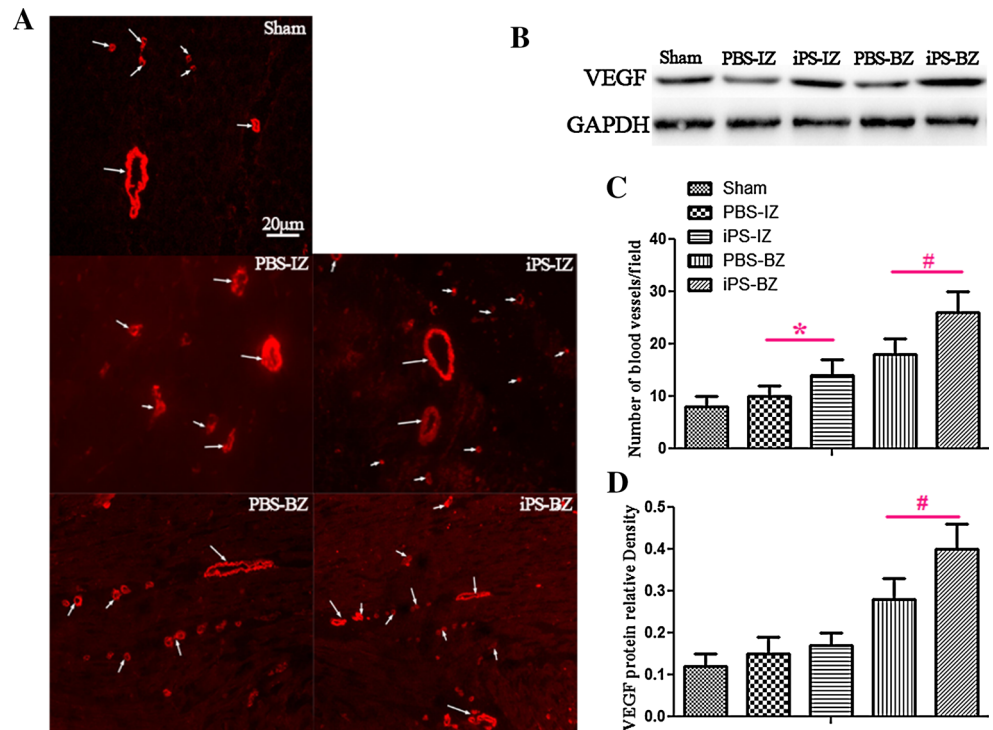 A
Sham
20μm
PBS-IZ
iPS-IZ
PBS-BZ
iPS-BZ
B
Sham PBS-IZ iPS-IZ PBS-BZ iPS-BZ
VEGF
GAPDH
C
Sham
PBS-IZ
iPS-IZ
PBS-BZ
iPS-BZ
Number of blood vessels/field
40
30
20
10
0
*
#
D
VEGF protein relative Density
0.5
0.4
0.3
0.2
0.1
0.0
#